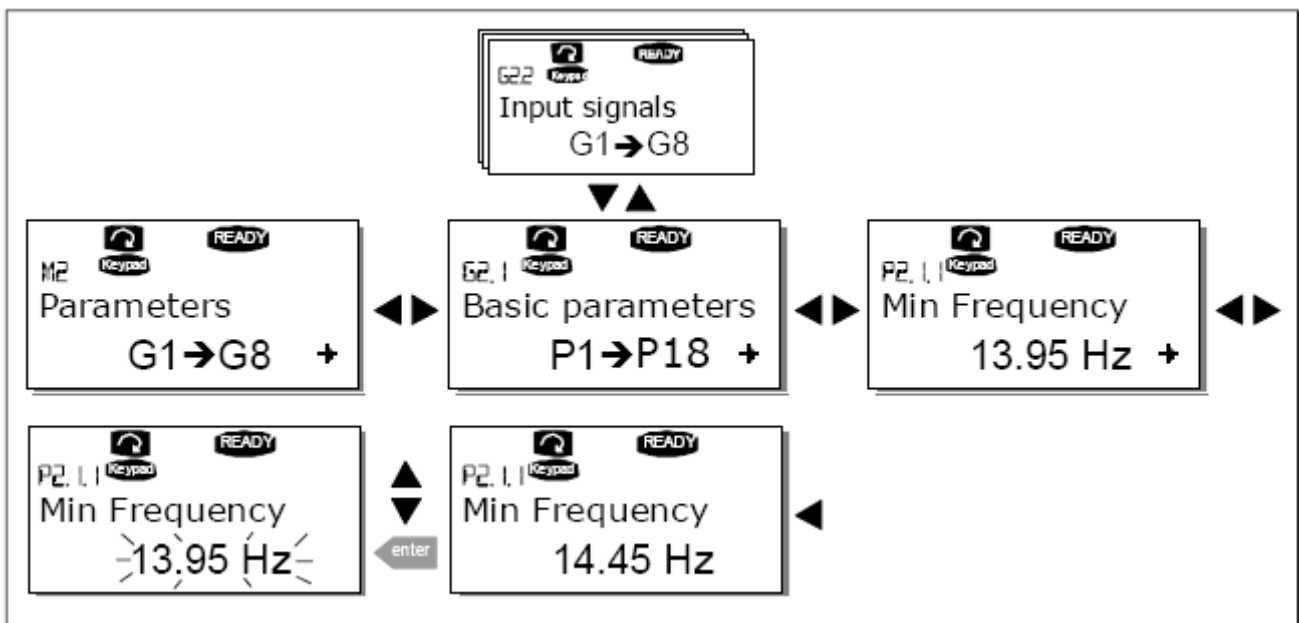 READY
G2.2 Keypad
Input signals
G1➔G8
READY
M2 Keypad
Parameters
G1➔G8 +
READY
G2.1 Keypad
Basic parameters
P1➔P18 +
READY
P2.1.1 Keypad
Min Frequency
13.95 Hz +
READY
P2.1.1 Keypad
Min Frequency
13.95 Hz
enter
READY
P2.1.1 Keypad
Min Frequency
14.45 Hz